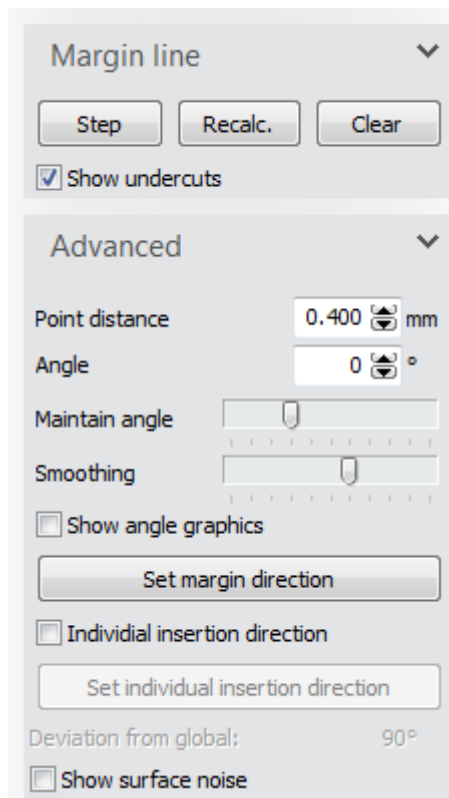 Margin line
Step Recalc. Clear
Show undercuts
Advanced
Point distance 0.400 mm
Angle 0 °
Maintain angle
Smoothing
Show angle graphics
Set margin direction
Individial insertion direction
Set individual insertion direction
Deviation from global: 90°
Show surface noise